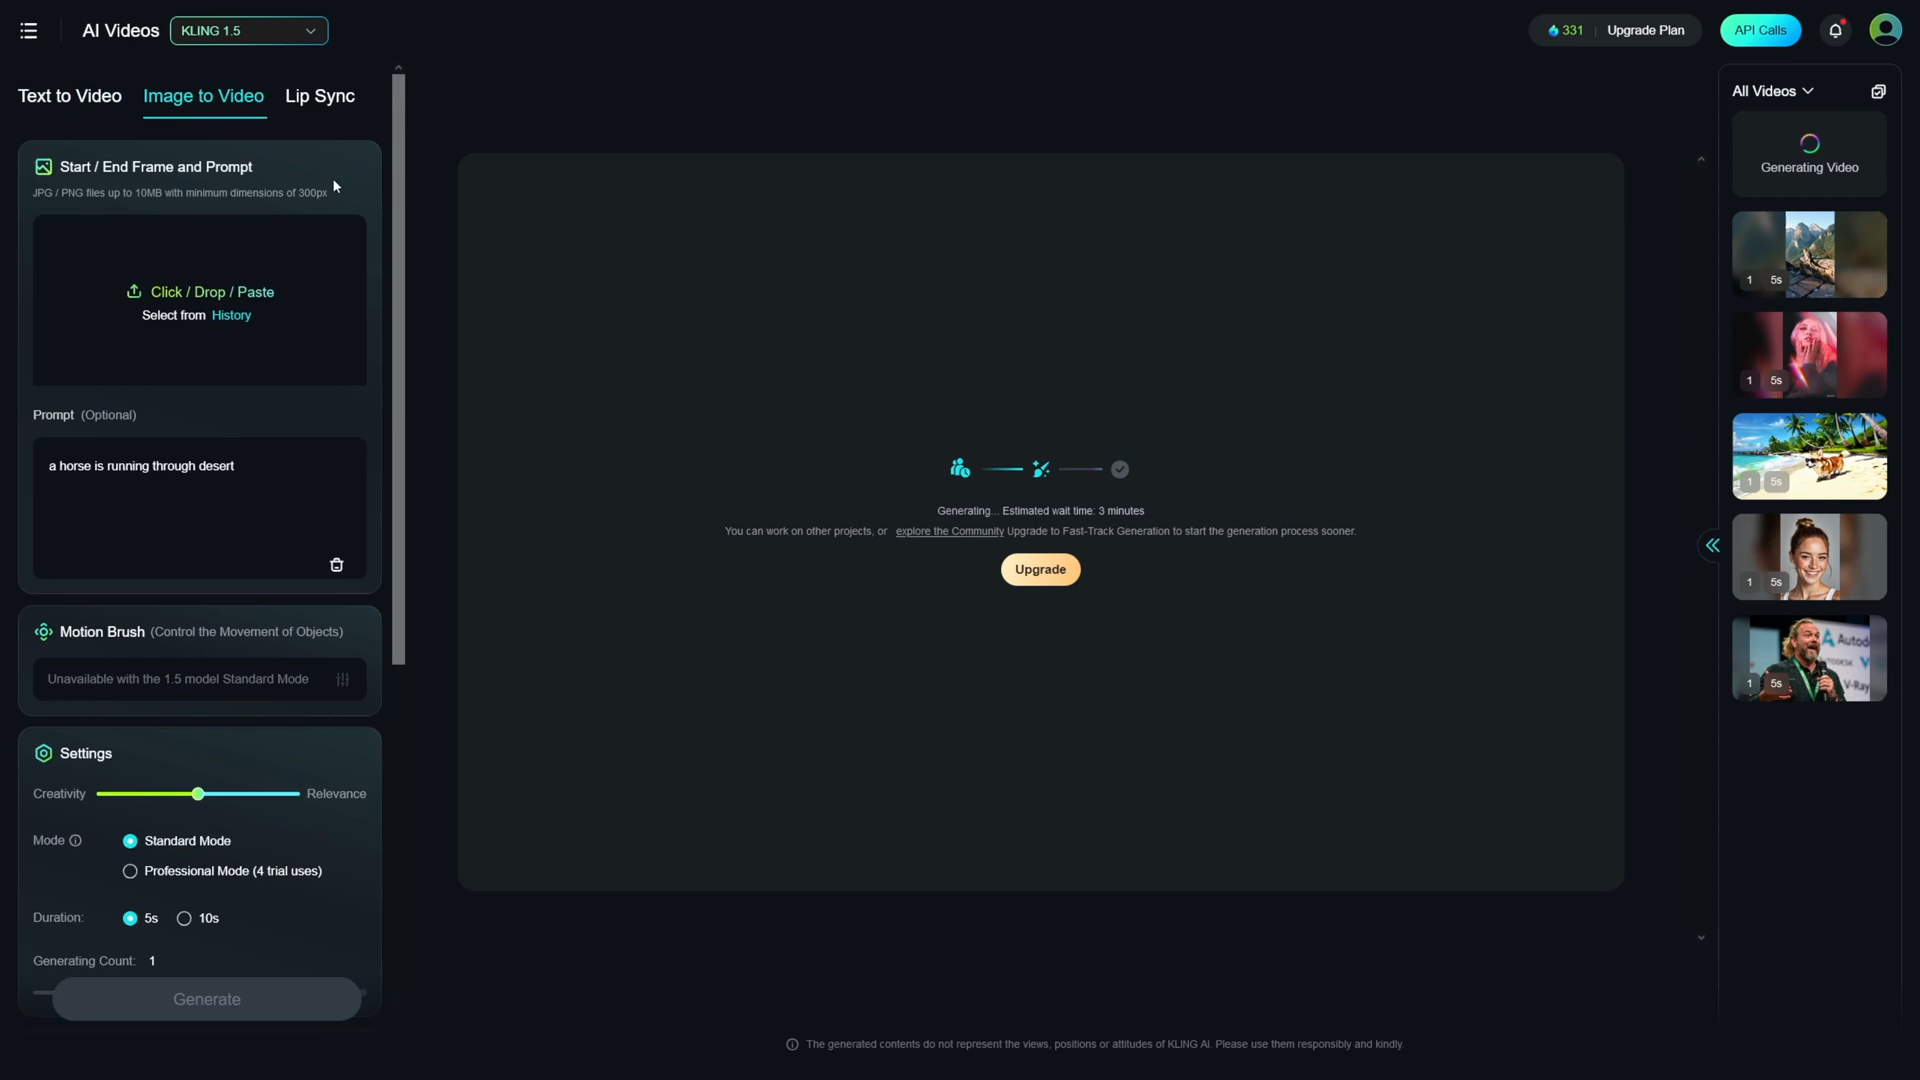 AI Videos
KLING 1.5
331
Upgrade Plan
API Calls
Text to Video
Image to Video
Lip Sync
Start / End Frame and Prompt
JPG / PNG files up to 10MB with minimum dimensions of 300px
Click / Drop / Paste
Select from History
Prompt (Optional)
a horse is running through desert
Motion Brush (Control the Movement of Objects)
Unavailable with the 1.5 model Standard Mode
Settings
Creativity
Relevance
Mode
Standard Mode
Professional Mode (4 trial uses)
Duration:
5s
10s
Generating Count: 1
Generate
Generating... Estimated wait time: 3 minutes
You can work on other projects, or explore the Community Upgrade to Fast-Track Generation to start the generation process sooner.
Upgrade
The generated contents do not represent the views, positions or attitudes of KLING AI. Please use them responsibly and kindly.
All Videos
Generating Video
1 5s
1 5s
1 5s
1 5s
Autod
AUTODESK
V-Ray
1 5s